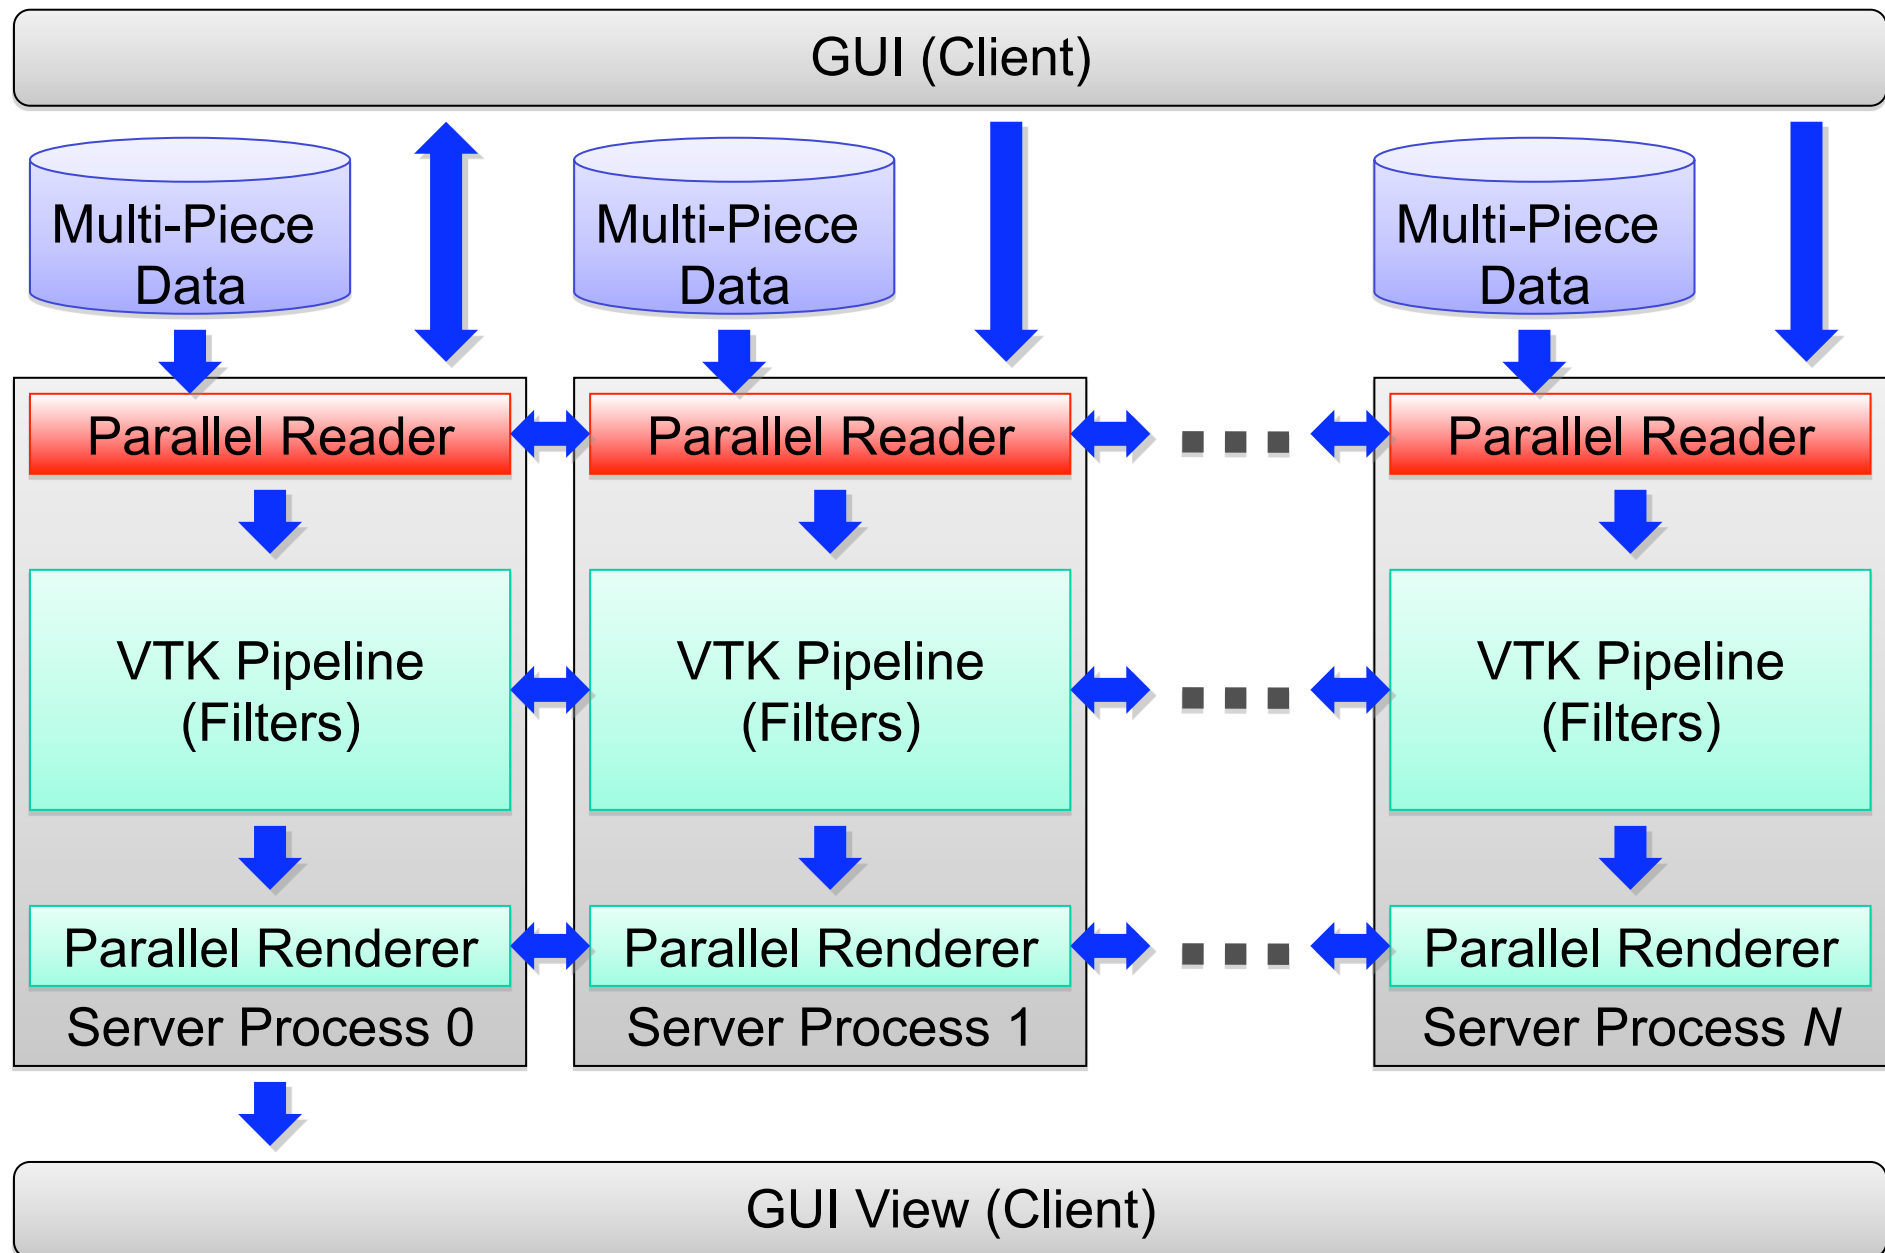 GUI (Client)
Multi-Piece
Data
Multi-Piece
Data
Multi-Piece
Data
Parallel Reader
Parallel Reader
Parallel Reader
VTK Pipeline
(Filters)
VTK Pipeline
(Filters)
VTK Pipeline
(Filters)
Parallel Renderer
Parallel Renderer
Parallel Renderer
Server Process 0
Server Process 1
Server Process N
GUI View (Client)